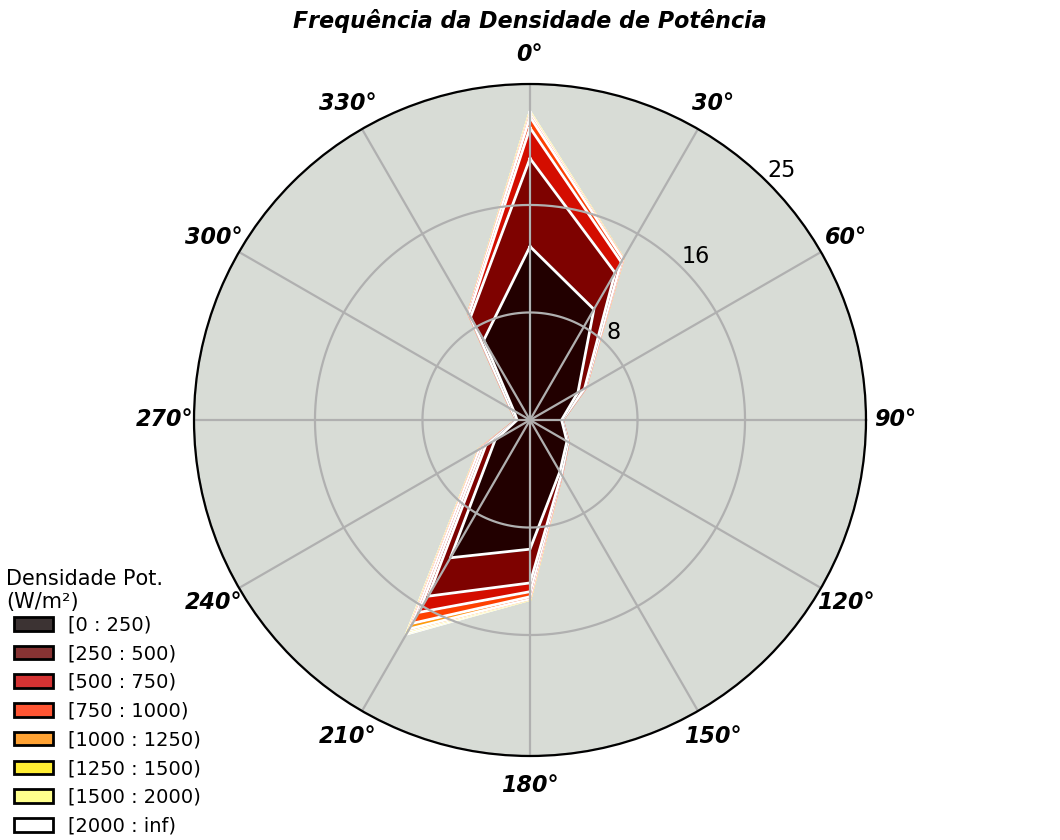 Frequência da Densidade de Potência
0°
30°
60°
90°
120°
150°
180°
210°
240°
270°
300°
330°
8
16
25
Densidade Pot.
(W/m²)
[0 : 250)
[250 : 500)
[500 : 750)
[750 : 1000)
[1000 : 1250)
[1250 : 1500)
[1500 : 2000)
[2000 : inf)